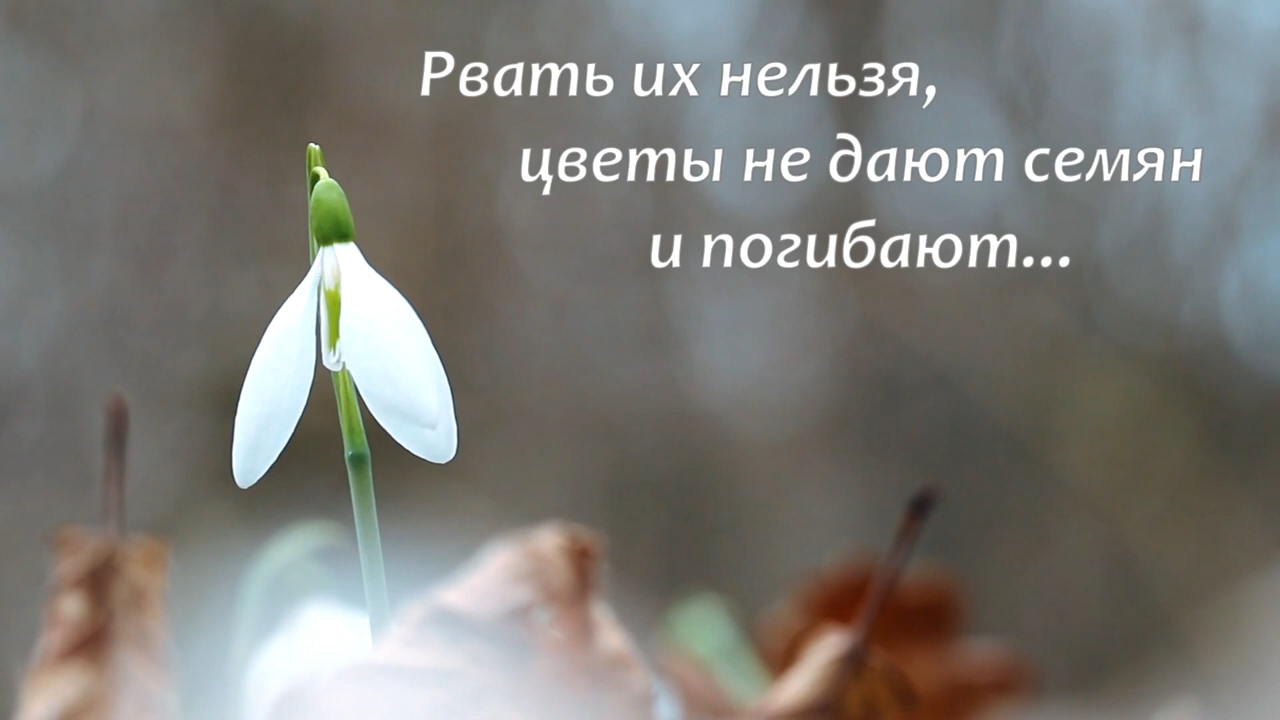 Рвать их нельзя,
цветы не дают семян
и погибают...